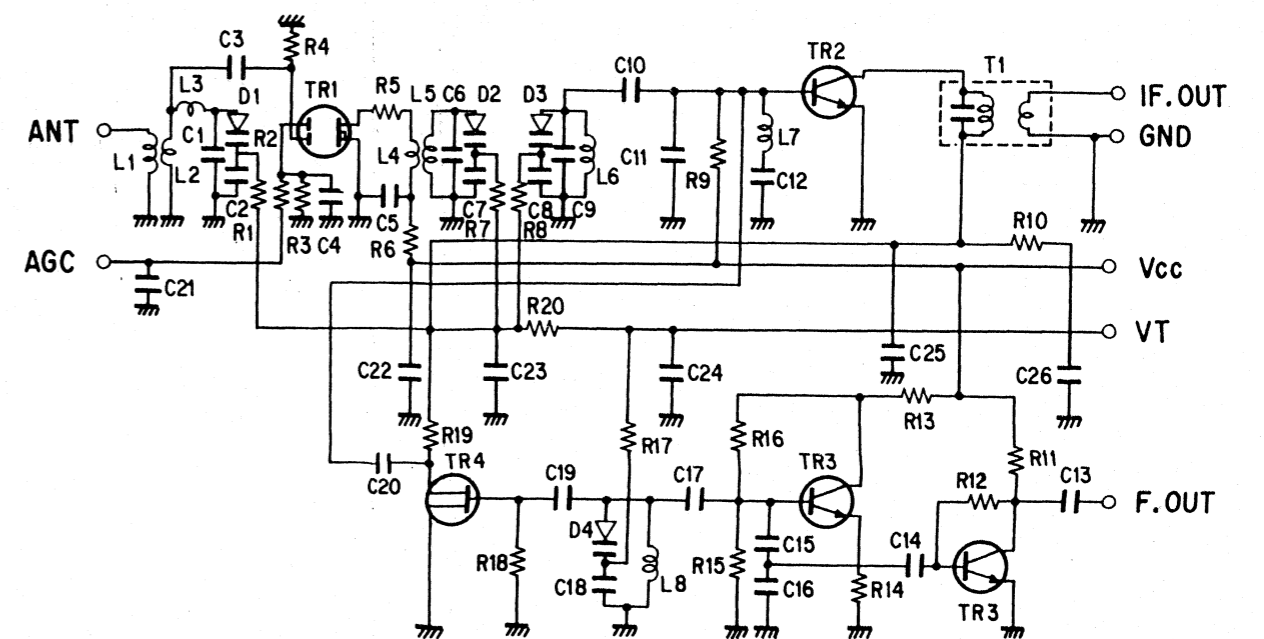 C3
R4
C10
TR2
T1
L3
D1
TR1
R5
L5 C6 D2 D3
IF.OUT
ANT
C1
R2
GND
L1
L2
L4
L6
C11
R9
L7
C12
C2
R1
R3 C4
C5
R6
C7
R7
C8
R8
C9
R10
AGC
C21
Vcc
R20
VT
C22
C23
C24
C25
C26
R19
R17
R16
R13
TR4
TR3
R11
C20
C19
C17
R12
C13
F.OUT
D4
R18
C18
L8
R15
C15
C16
C14
R14
TR3